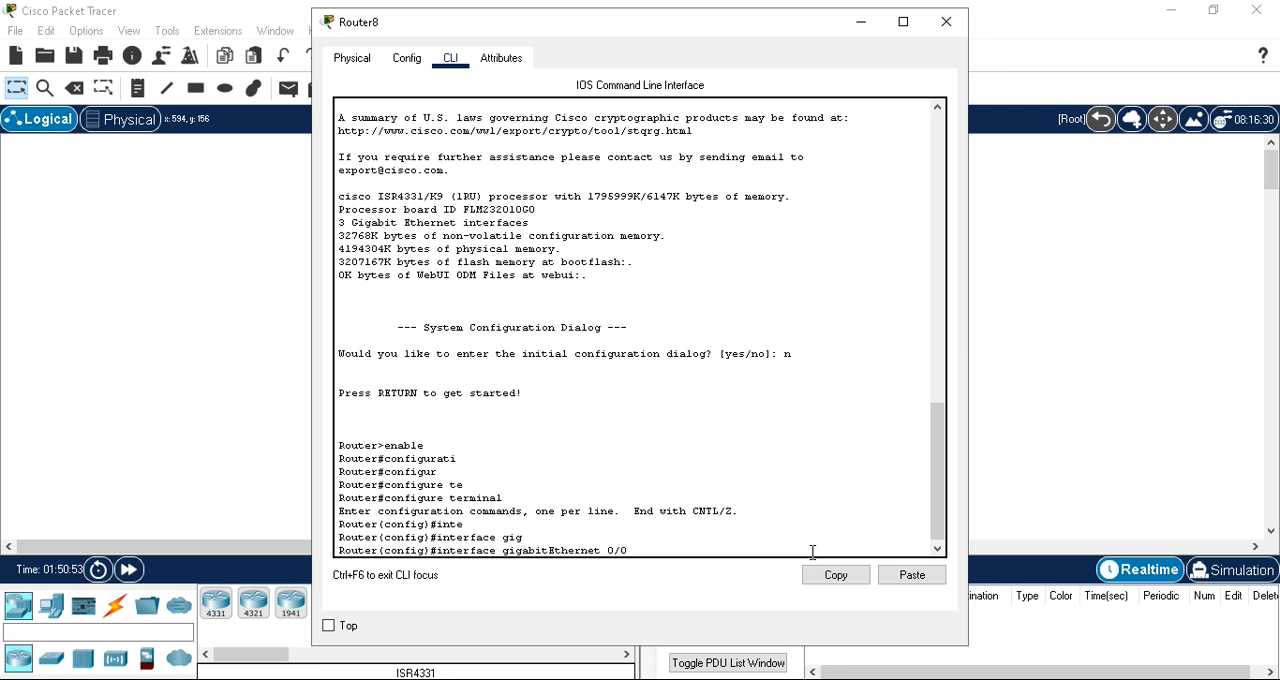 Cisco Packet Tracer
File Edit Options View Tools Extensions Window
Logical Physical x: 594, y: 156
[Root] 08:16:30
Router8
Physical Config CLI Attributes
IOS Command Line Interface
A summary of U.S. laws governing Cisco cryptographic products may be found at:
http://www.cisco.com/wwl/export/crypto/tool/stqrg.html
If you require further assistance please contact us by sending email to
export@cisco.com.
cisco ISR4331/K9 (1RU) processor with 1795999K/6147K bytes of memory.
Processor board ID FLM232010G0
3 Gigabit Ethernet interfaces
32768K bytes of non-volatile configuration memory.
4194304K bytes of physical memory.
3207167K bytes of flash memory at bootflash:.
0K bytes of WebUI ODM Files at webui:.
--- System Configuration Dialog ---
Would you like to enter the initial configuration dialog? [yes/no]: n
Press RETURN to get started!
Router>enable
Router#configurati
Router#configur
Router#configure te
Router#configure terminal
Enter configuration commands, one per line. End with CNTL/Z.
Router(config)#inte
Router(config)#interface gig
Router(config)#interface gigabitEthernet 0/0
Ctrl+F6 to exit CLI focus
Copy Paste
Top
Time: 01:50:53
Realtime Simulation
4331 4321 1941
ISR4331
Toggle PDU List Window
ination Type Color Time(sec) Periodic Num Edit Delet